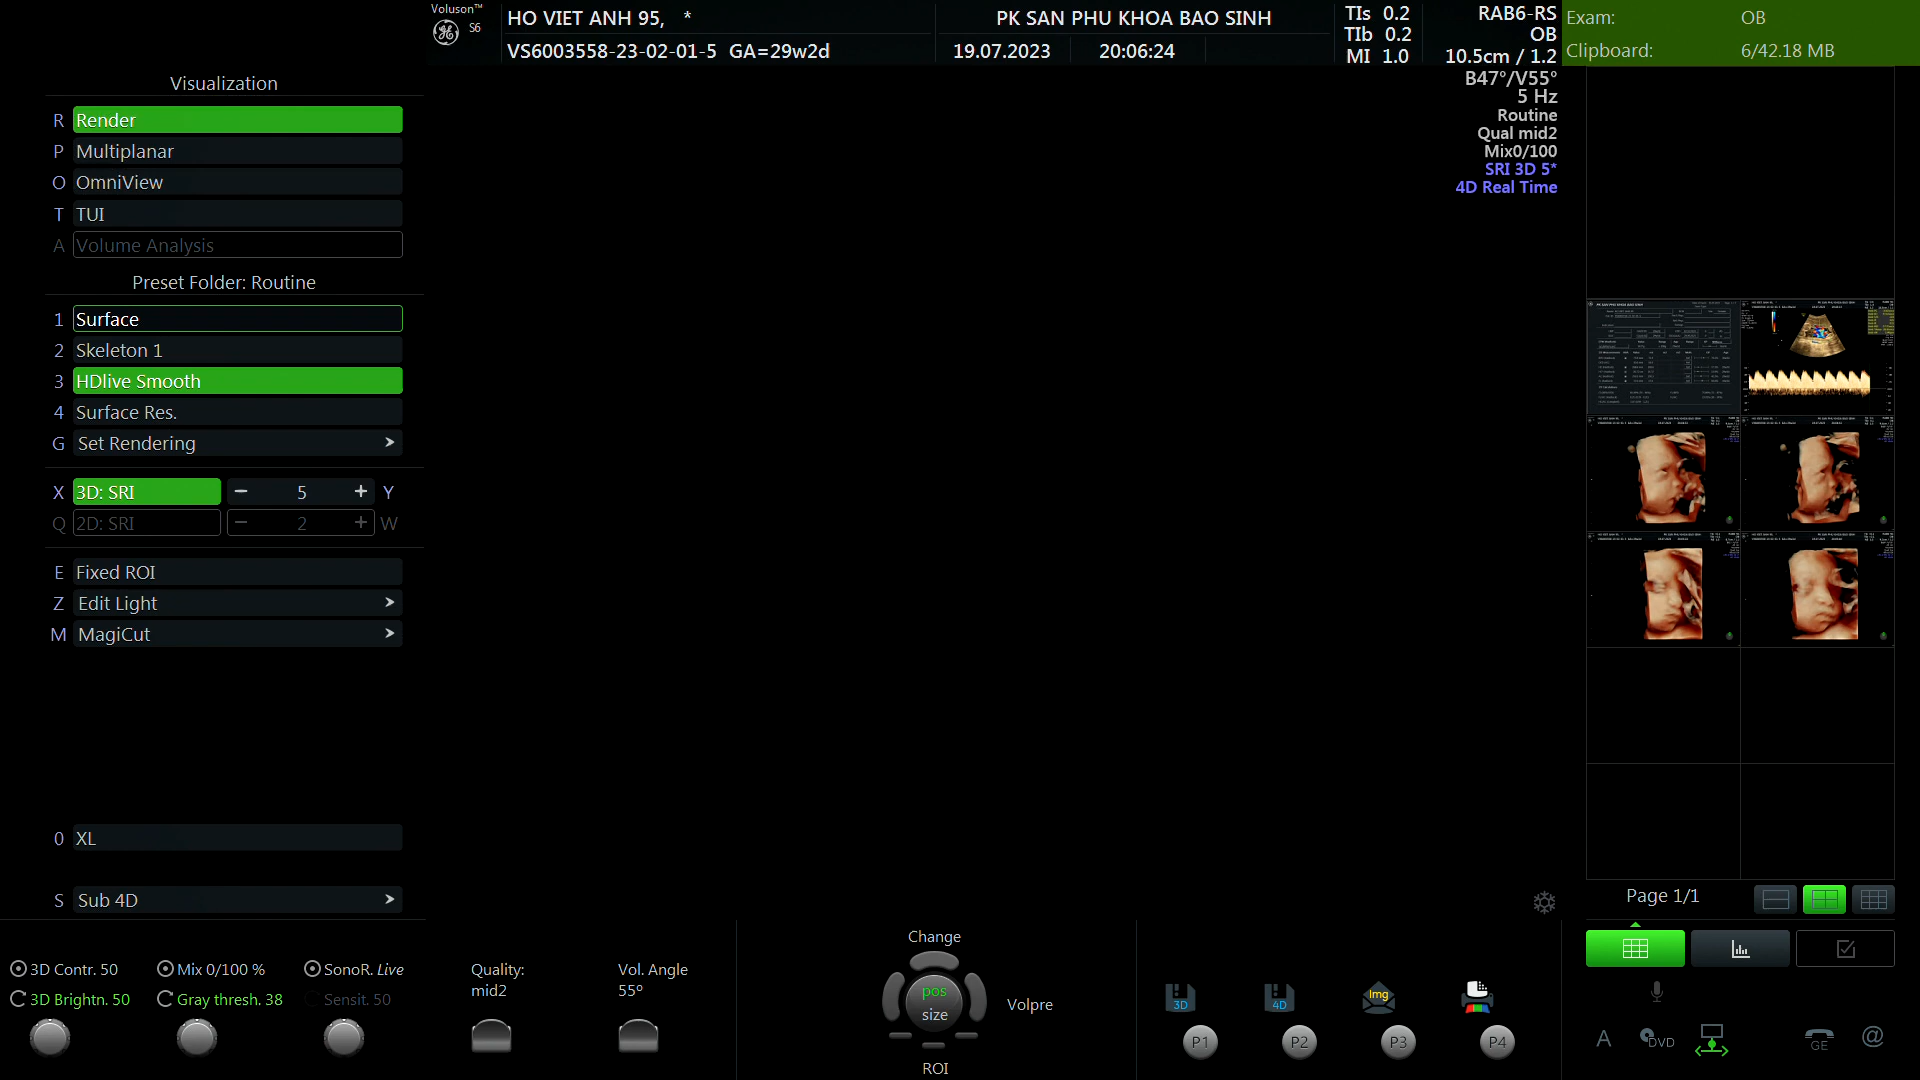 Voluson™
S6
HO VIET ANH 95, *
VS6003558-23-02-01-5 GA=29w2d
PK SAN PHU KHOA BAO SINH
19.07.2023 20:06:24
TIs 0.2
TIb 0.2
MI 1.0
RAB6-RS
OB
10.5cm / 1.2
B47°/V55°
5 Hz
Routine
Qual mid2
Mix0/100
SRI 3D 5*
4D Real Time
Exam: OB
Clipboard: 6/42.18 MB
Visualization
R Render
P Multiplanar
O OmniView
T TUI
A Volume Analysis
Preset Folder: Routine
1 Surface
2 Skeleton 1
3 HDlive Smooth
4 Surface Res.
G Set Rendering >
X 3D: SRI − 5 + Y
Q 2D: SRI − 2 + W
E Fixed ROI
Z Edit Light >
M MagiCut >
0 XL
S Sub 4D >
3D Contr. 50
3D Brightn. 50
Mix 0/100 %
Gray thresh. 38
SonoR. Live
Sensit. 50
Quality:
mid2
Vol. Angle
55°
Change
pos
size
Volpre
ROI
3D
4D
Img
P1
P2
P3
P4
Page 1/1
A
DVD
GE
@